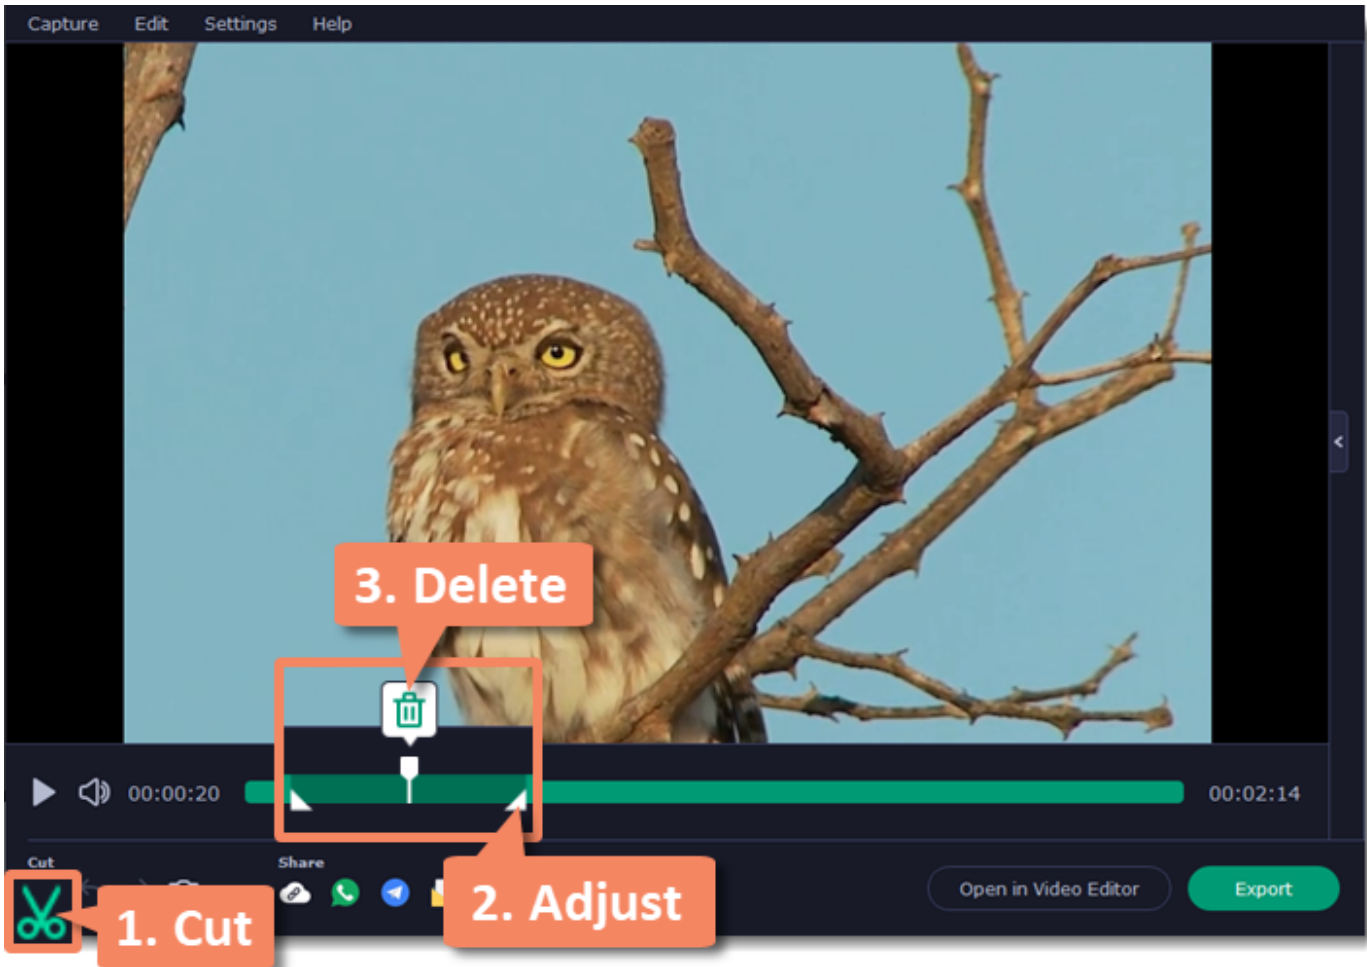 Capture Edit Settings Help
3. Delete
00:00:20
00:02:14
Cut
Share
1. Cut
2. Adjust
Open in Video Editor
Export